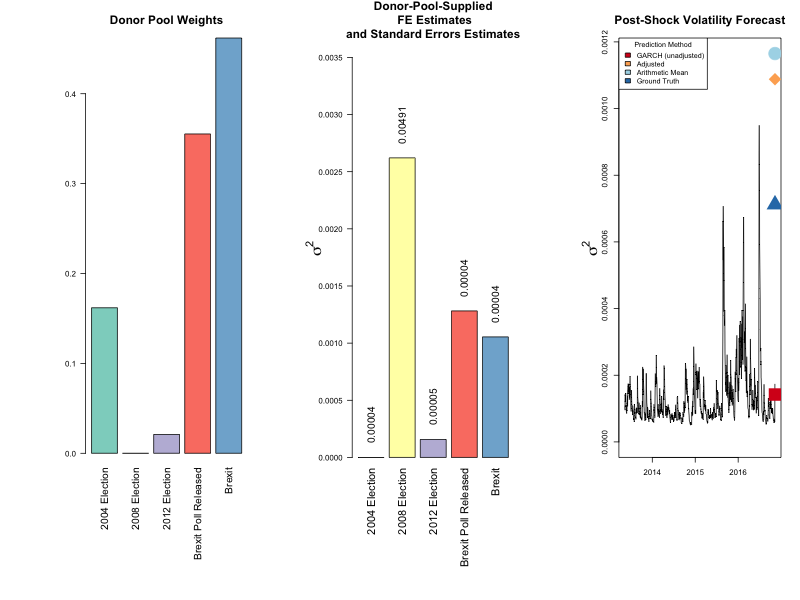 Donor Pool Weights
0.4
0.3
0.2
0.1
0.0
2004 Election
2008 Election
2012 Election
Brexit Poll Released
Brexit
Donor-Pool-Supplied
FE Estimates
and Standard Errors Estimates
σ²
0.0035
0.0030
0.0025
0.0020
0.0015
0.0010
0.0005
0.0000
0.00004
0.00491
0.00005
0.00004
0.00004
2004 Election
2008 Election
2012 Election
Brexit Poll Released
Brexit
Post-Shock Volatility Forecast
σ²
0.0012
0.0010
0.0008
0.0006
0.0004
0.0002
0.0000
Prediction Method
GARCH (unadjusted)
Adjusted
Arithmetic Mean
Ground Truth
2014
2015
2016